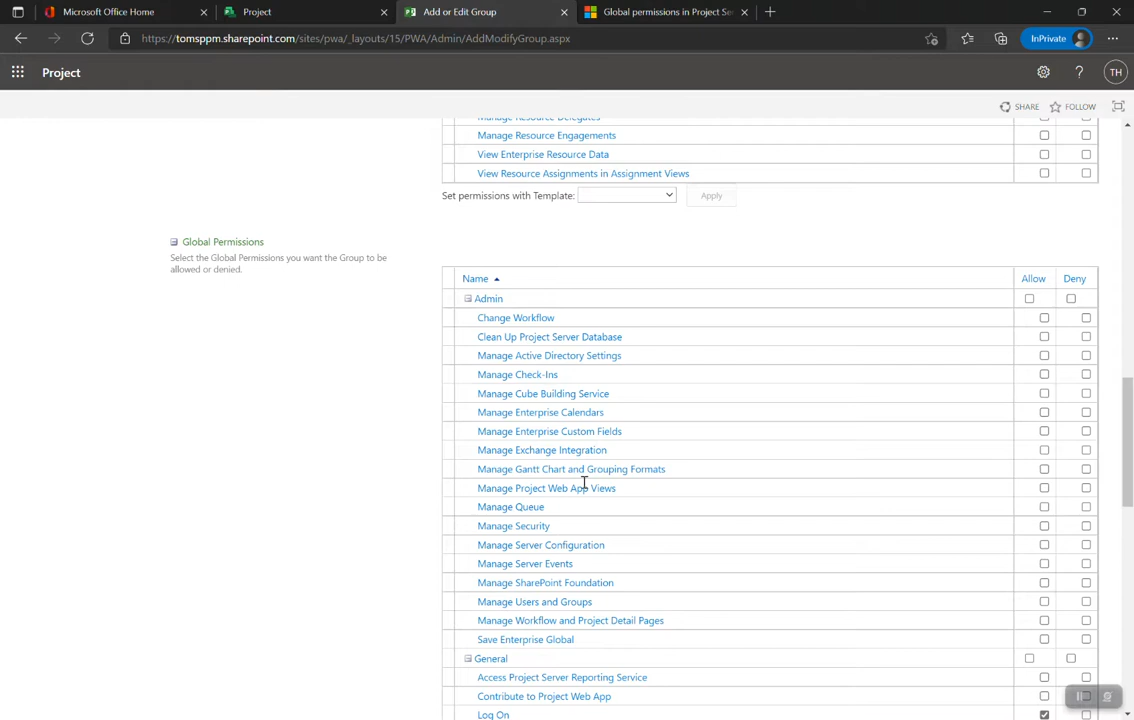 Microsoft Office Home
Project
Add or Edit Group
Global permissions in Project Se
https://tomsppm.sharepoint.com/sites/pwa/_layouts/15/PWA/Admin/AddModifyGroup.aspx
InPrivate
Project
TH
SHARE
FOLLOW
Manage Resource Delegates
Manage Resource Engagements
View Enterprise Resource Data
View Resource Assignments in Assignment Views
Set permissions with Template:
Apply
Global Permissions
Select the Global Permissions you want the Group to be
allowed or denied.
Name
Allow
Deny
Admin
Change Workflow
Clean Up Project Server Database
Manage Active Directory Settings
Manage Check-Ins
Manage Cube Building Service
Manage Enterprise Calendars
Manage Enterprise Custom Fields
Manage Exchange Integration
Manage Gantt Chart and Grouping Formats
Manage Project Web App Views
Manage Queue
Manage Security
Manage Server Configuration
Manage Server Events
Manage SharePoint Foundation
Manage Users and Groups
Manage Workflow and Project Detail Pages
Save Enterprise Global
General
Access Project Server Reporting Service
Contribute to Project Web App
Log On